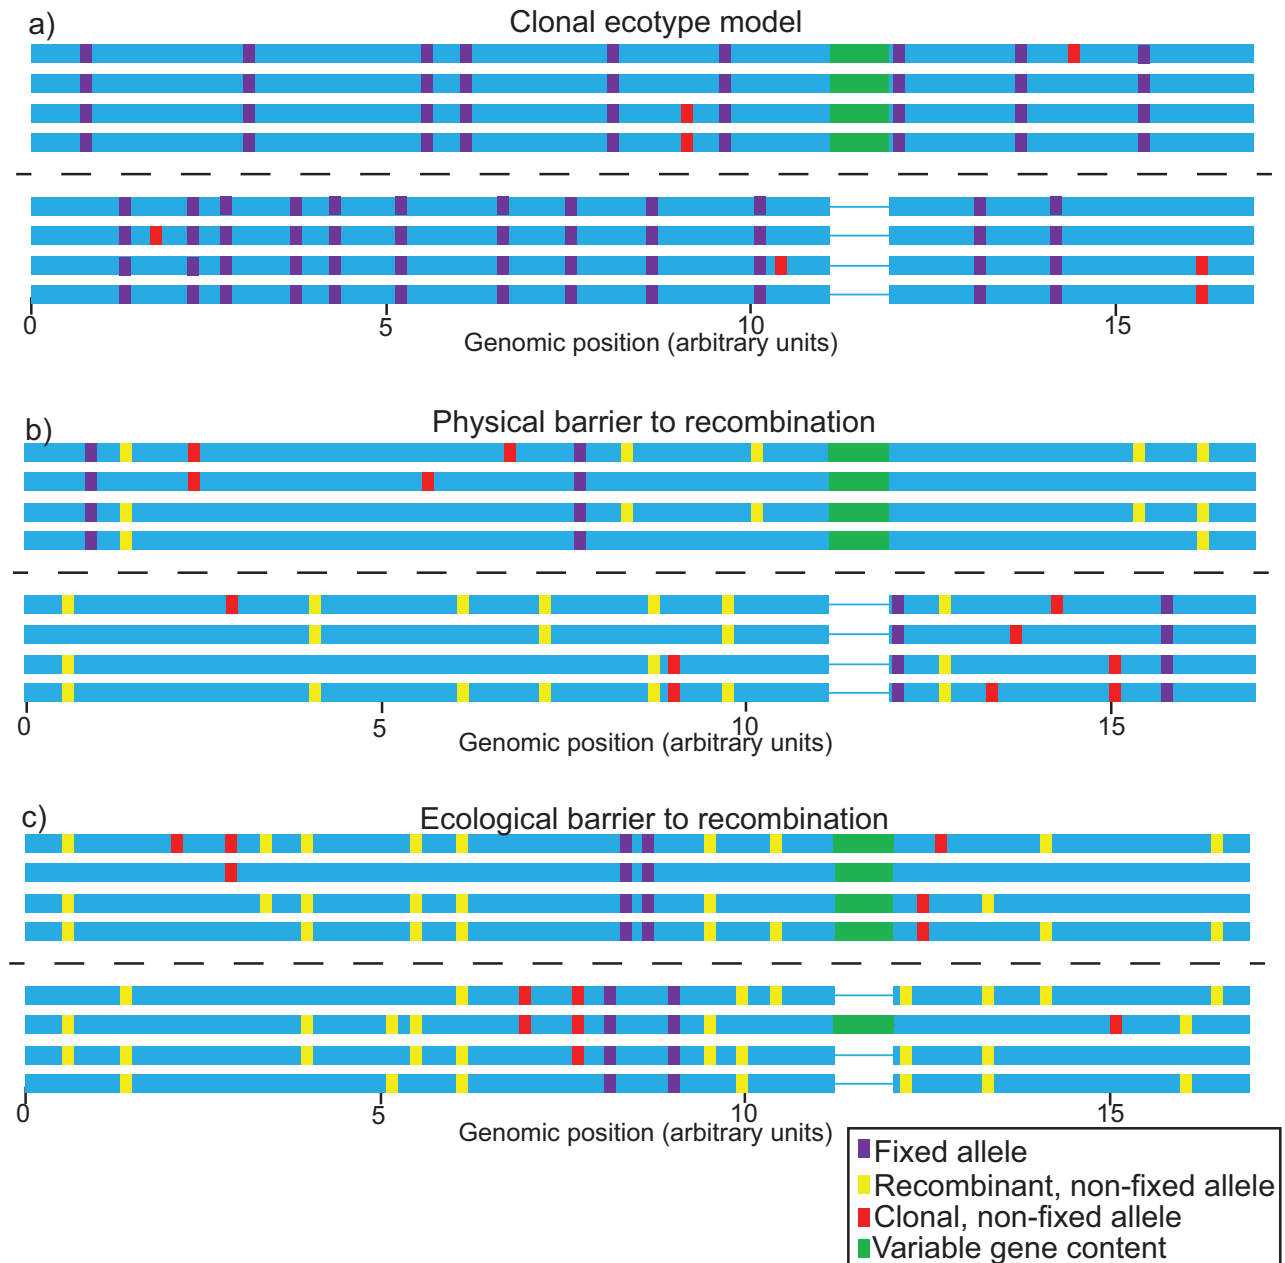 a)
Clonal ecotype model
0 5 10 15
Genomic position (arbitrary units)
b)
Physical barrier to recombination
0 5 10 15
Genomic position (arbitrary units)
c)
Ecological barrier to recombination
0 5 10 15
Genomic position (arbitrary units)
Fixed allele
Recombinant, non-fixed allele
Clonal, non-fixed allele
Variable gene content